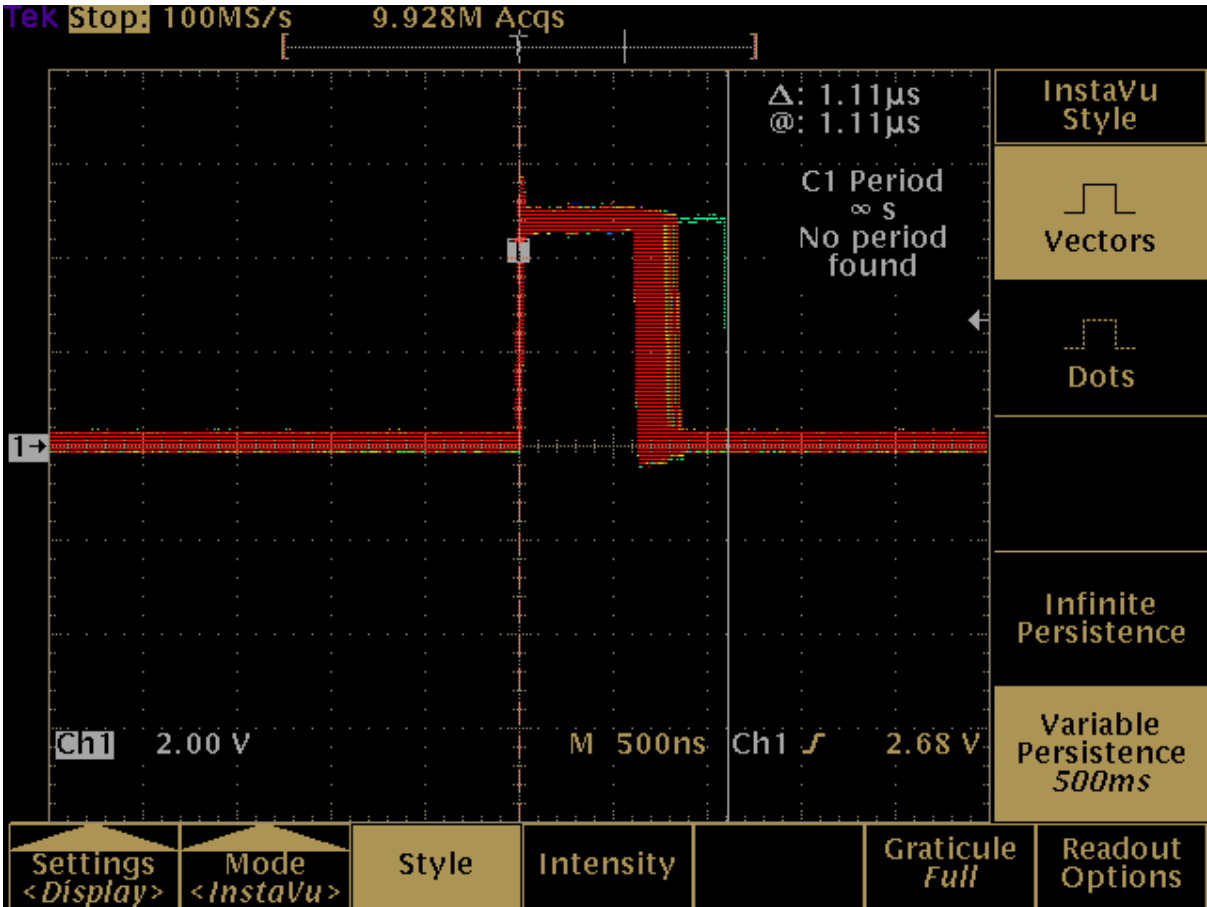 Tek Stop: 100MS/s 9.928M Acqs
Δ: 1.11µs
@: 1.11µs
C1 Period
∞ s
No period
found
1→
Ch1 2.00 V M 500ns Ch1 2.68 V
InstaVu
Style
Vectors
Dots
Infinite
Persistence
Variable
Persistence
500ms
Settings
<Display>
Mode
<InstaVu>
Style
Intensity
Graticule
Full
Readout
Options